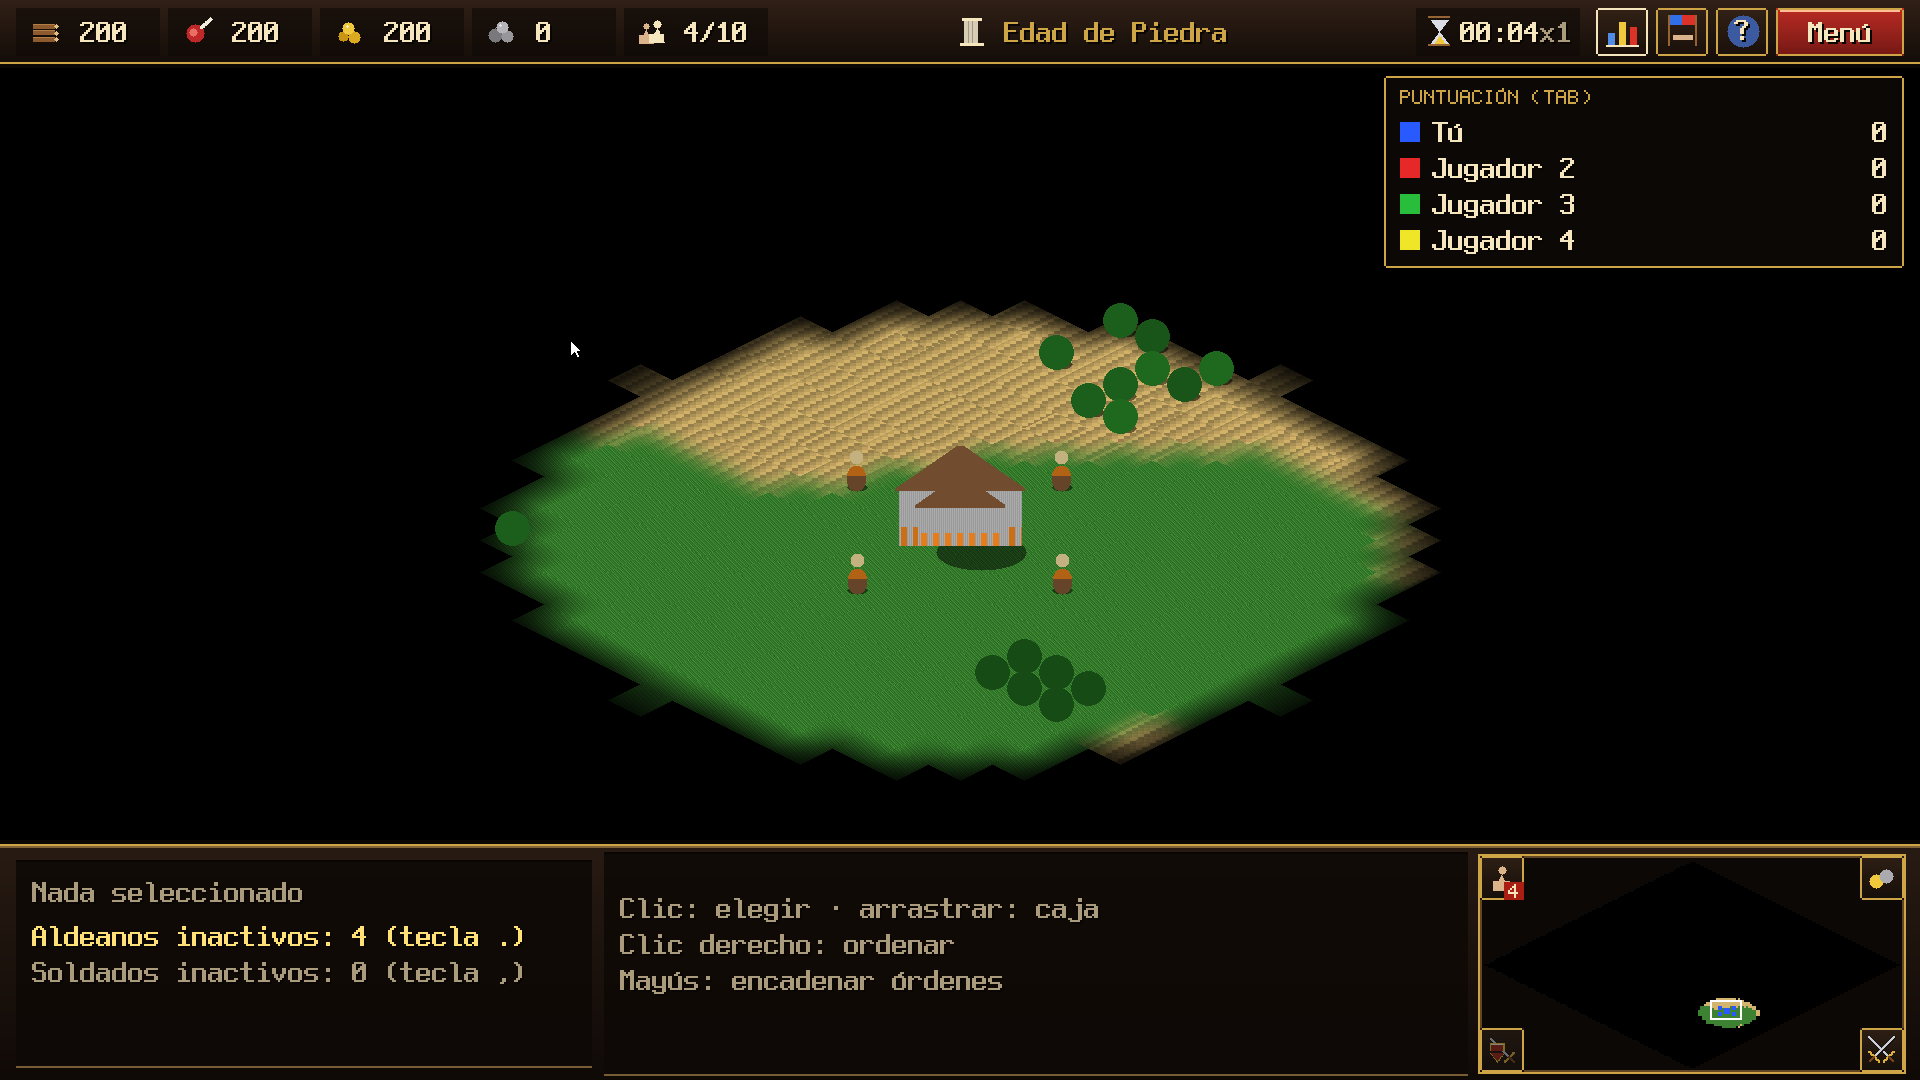 200 200 200 0 4/10 Edad de Piedra 00:04x1 ? Menú
PUNTUACIÓN (TAB)
Tú 0
Jugador 2 0
Jugador 3 0
Jugador 4 0
Nada seleccionado
Aldeanos inactivos: 4 (tecla .)
Soldados inactivos: 0 (tecla ,)
Clic: elegir · arrastrar: caja
Clic derecho: ordenar
Mayús: encadenar órdenes
4